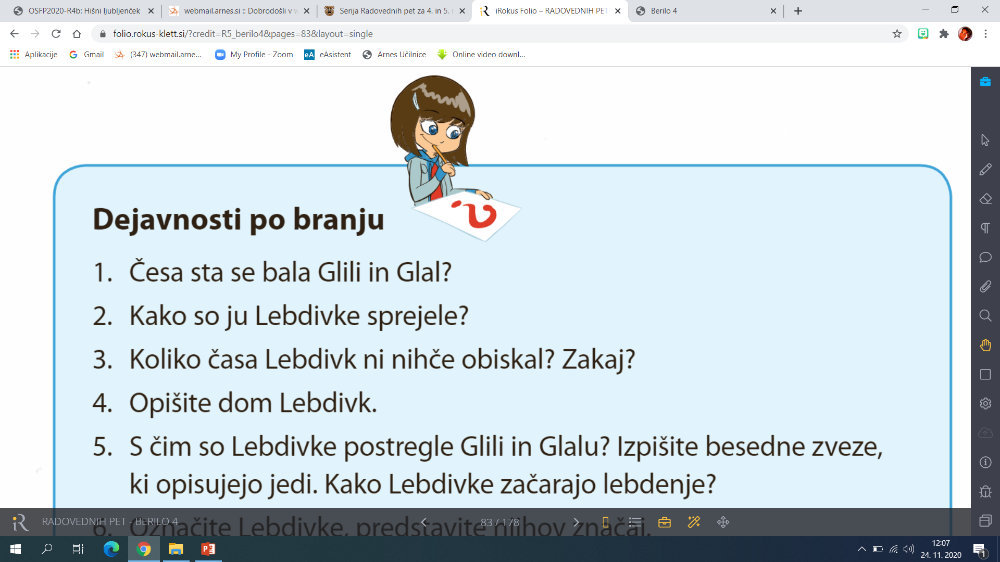 OSFP2020-R4b: Hišni ljubljenček
webmail.arnes.si :: Dobrodošli v w
Serija Radovednih pet za 4. in 5. r
iRokus Folio – RADOVEDNIH PET
Berilo 4
folio.rokus-klett.si/?credit=R5_berilo4&pages=83&layout=single
Aplikacije
Gmail
(347) webmail.arne...
My Profile - Zoom
eA eAsistent
Arnes Učilnice
Online video downl...
Dejavnosti po branju
1. Česa sta se bala Glili in Glal?
2. Kako so ju Lebdivke sprejele?
3. Koliko časa Lebdivk ni nihče obiskal? Zakaj?
4. Opišite dom Lebdivk.
5. S čim so Lebdivke postregle Glili in Glalu? Izpišite besedne zveze,
ki opisujejo jedi. Kako Lebdivke začarajo lebdenje?
6. Označite Lebdivke, predstavite njihov značaj.
iR RADOVEDNIH PET - BERILO 4
83 / 178
12:07
24. 11. 2020
1